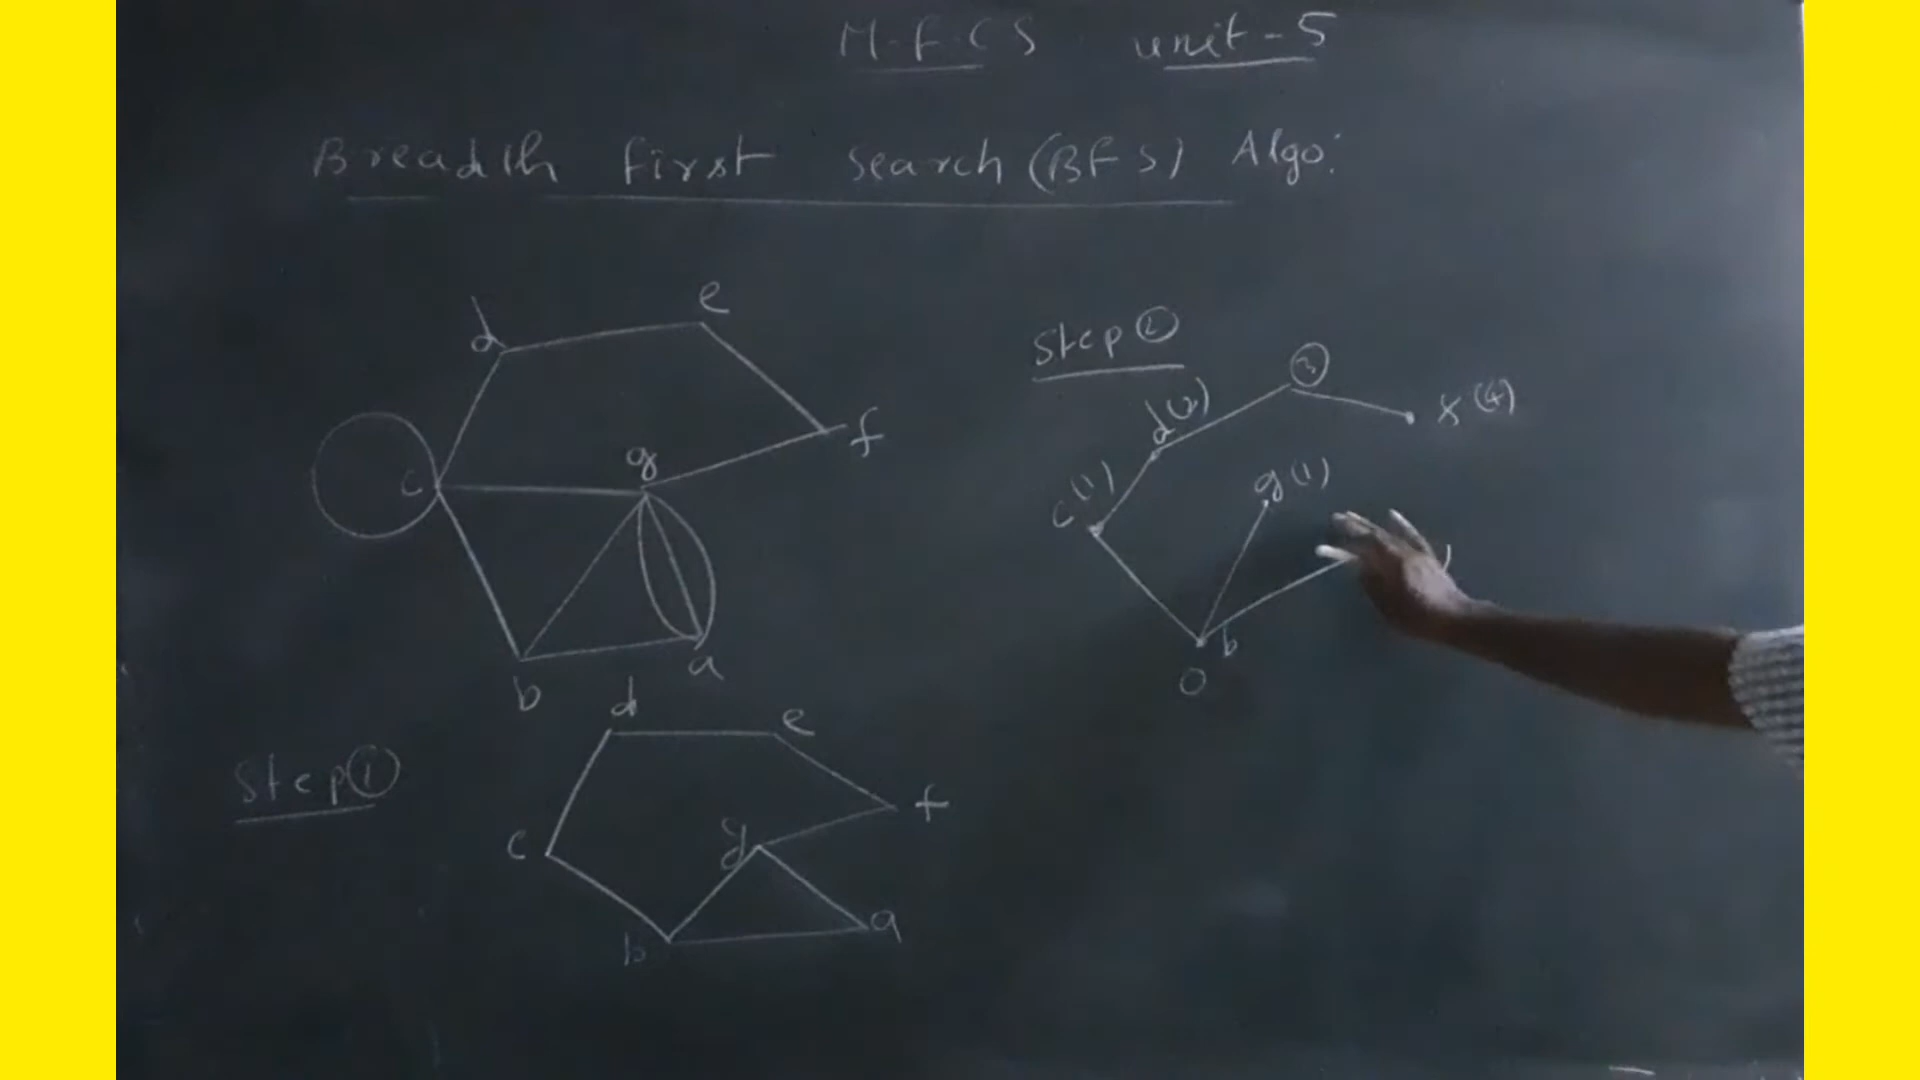 M.F.C.S unit-5
Breadth First Search (BFS) Algo:
d e
g f
c
b a
Step ①
d e
f
c g
b a
Step ②
③
d(2) (4)
c(1) g(1)
b
0